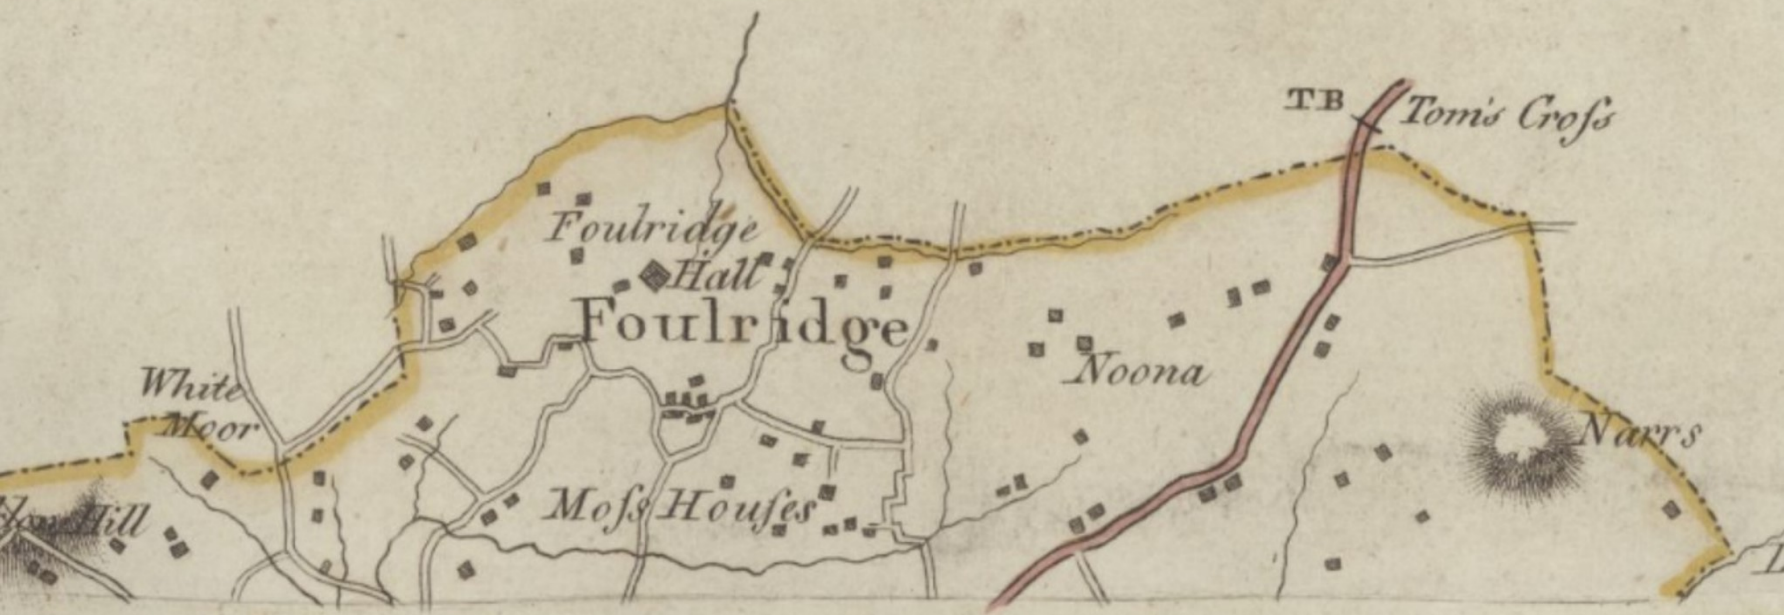 TB
Tom's Croſs
Foulridge
Hall
Foulridge
Noona
White
Moor
Narrs
Moſs Houſes
Hill